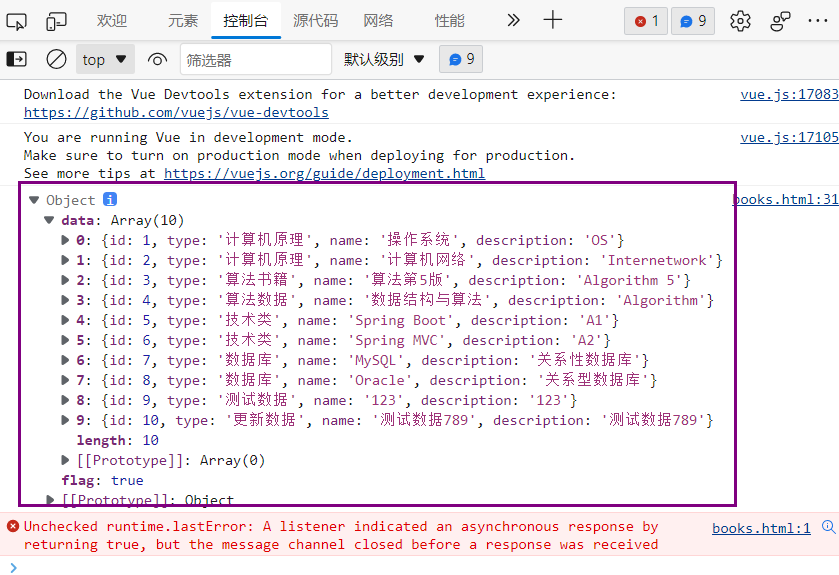 欢迎 元素 控制台 源代码 网络 性能 1 9
top 筛选器 默认级别 9
Download the Vue Devtools extension for a better development experience: vue.js:17083
https://github.com/vuejs/vue-devtools
You are running Vue in development mode. vue.js:17105
Make sure to turn on production mode when deploying for production.
See more tips at https://vuejs.org/guide/deployment.html
books.html:31
Object i
data: Array(10)
0: {id: 1, type: '计算机原理', name: '操作系统', description: 'OS'}
1: {id: 2, type: '计算机原理', name: '计算机网络', description: 'Internetwork'}
2: {id: 3, type: '算法书籍', name: '算法第5版', description: 'Algorithm 5'}
3: {id: 4, type: '算法数据', name: '数据结构与算法', description: 'Algorithm'}
4: {id: 5, type: '技术类', name: 'Spring Boot', description: 'A1'}
5: {id: 6, type: '技术类', name: 'Spring MVC', description: 'A2'}
6: {id: 7, type: '数据库', name: 'MySQL', description: '关系性数据库'}
7: {id: 8, type: '数据库', name: 'Oracle', description: '关系型数据库'}
8: {id: 9, type: '测试数据', name: '123', description: '123'}
9: {id: 10, type: '更新数据', name: '测试数据789', description: '测试数据789'}
length: 10
[[Prototype]]: Array(0)
flag: true
[[Prototype]]: Object
Unchecked runtime.lastError: A listener indicated an asynchronous response by books.html:1
returning true, but the message channel closed before a response was received